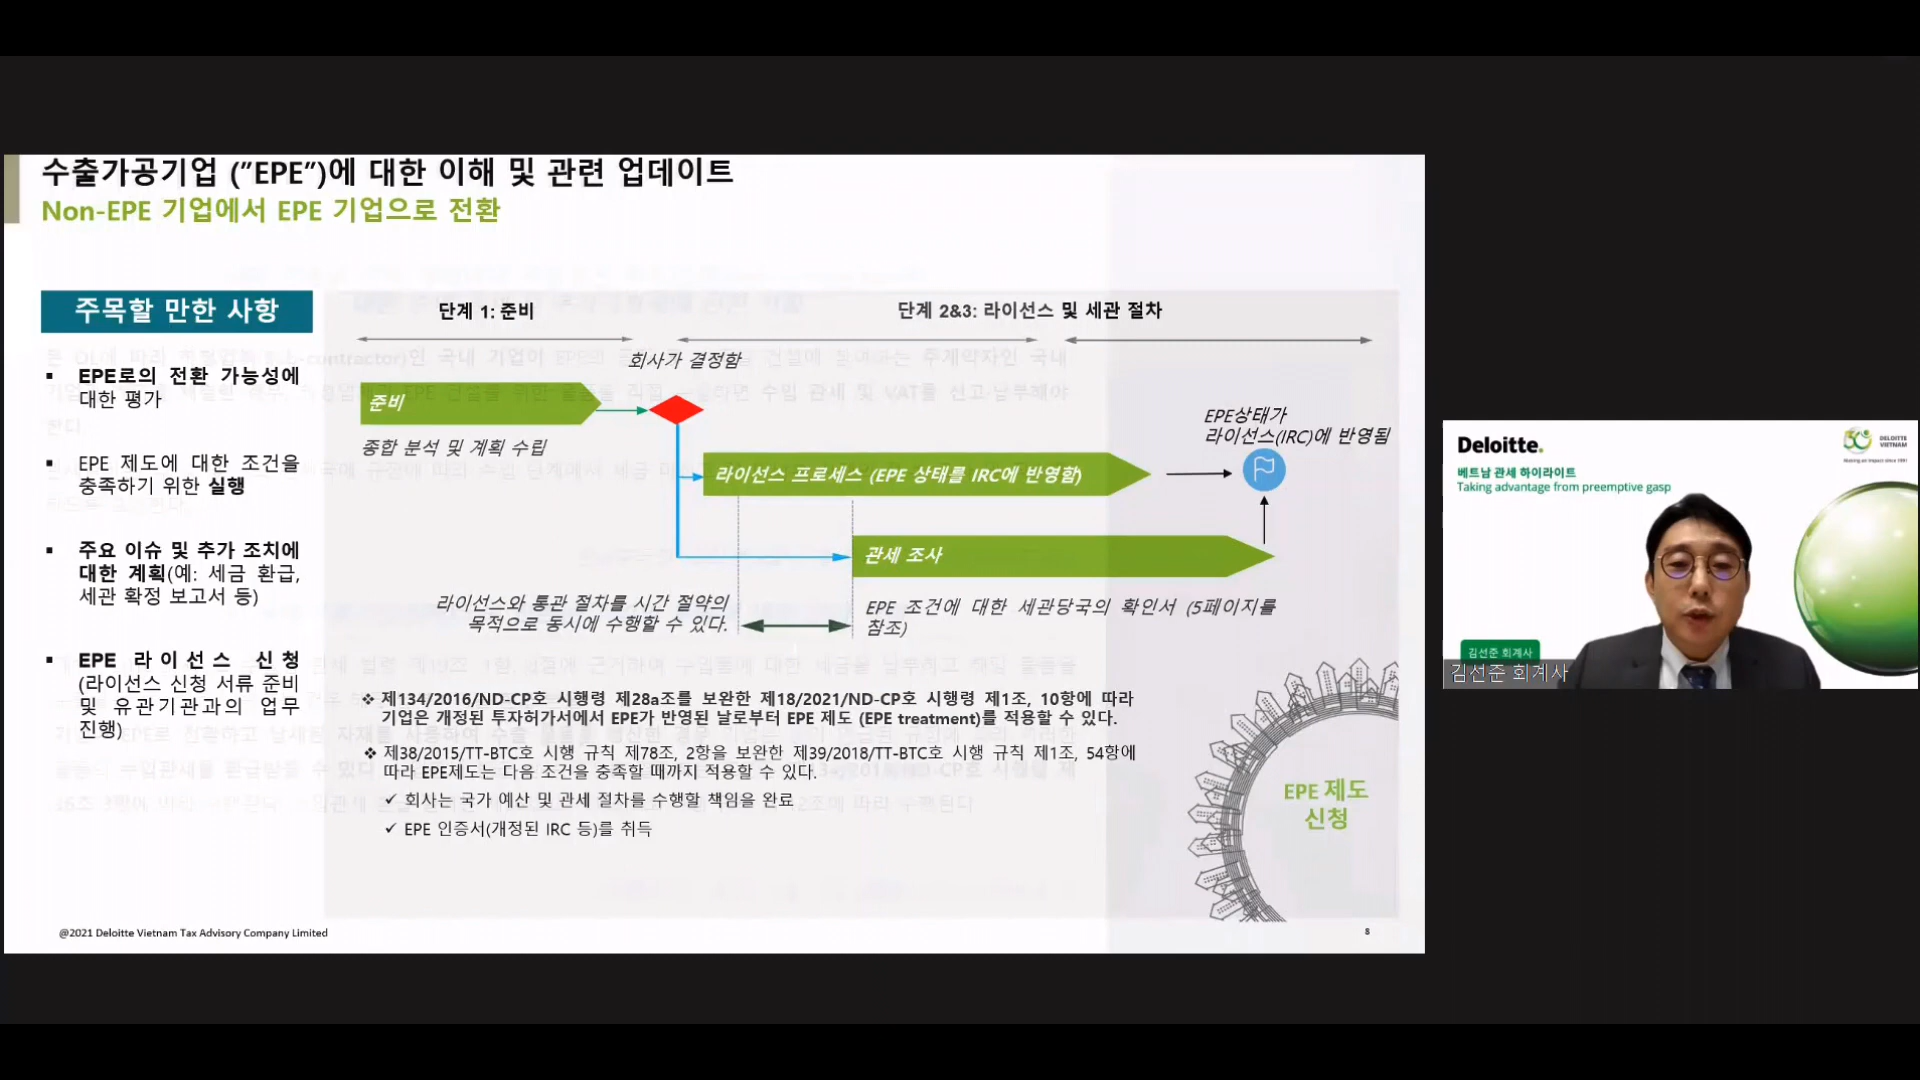 수출가공기업 (”EPE”)에 대한 이해 및 관련 업데이트
Non-EPE 기업에서 EPE 기업으로 전환
주목할 만한 사항
▪ EPE로의 전환 가능성에
대한 평가
▪ EPE 제도에 대한 조건을
충족하기 위한 실행
▪ 주요 이슈 및 추가 조치에
대한 계획(예: 세금 환급,
세관 확정 보고서 등)
▪ EPE 라이선스 신청
(라이선스 신청 서류 준비
및 유관기관과의 업무
진행)
단계 1: 준비
단계 2&3: 라이선스 및 세관 절차
회사가 결정함
준비
종합 분석 및 계획 수립
EPE상태가
라이선스(IRC)에 반영됨
라이선스 프로세스 (EPE 상태를 IRC에 반영함)
관세 조사
라이선스와 통관 절차를 시간 절약의
목적으로 동시에 수행할 수 있다.
EPE 조건에 대한 세관당국의 확인서 (5페이지를
참조)
❖ 제134/2016/ND-CP호 시행령 제28a조를 보완한 제18/2021/ND-CP호 시행령 제1조, 10항에 따라
기업은 개정된 투자허가서에서 EPE가 반영된 날로부터 EPE 제도 (EPE treatment)를 적용할 수 있다.
❖ 제38/2015/TT-BTC호 시행 규칙 제78조, 2항을 보완한 제39/2018/TT-BTC호 시행 규칙 제1조, 54항에
따라 EPE제도는 다음 조건을 충족할 때까지 적용할 수 있다.
✓ 회사는 국가 예산 및 관세 절차를 수행할 책임을 완료
✓ EPE 인증서(개정된 IRC 등)를 취득
EPE 제도
신청
@2021 Deloitte Vietnam Tax Advisory Company Limited
8
Deloitte.
DELOITTE
VIETNAM
베트남 관세 하이라이트
Taking advantage from preemptive gasp
김선준 회계사
김선준 회계사